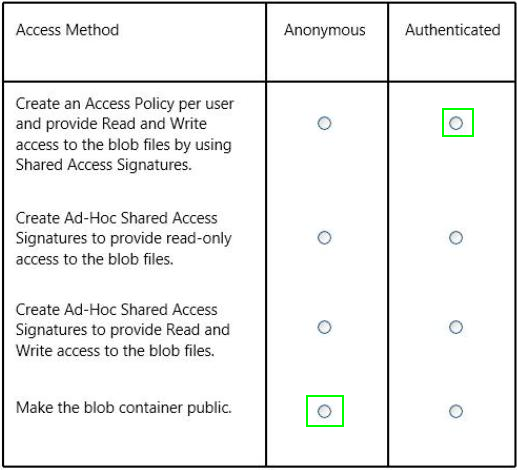 Access Method Anonymous Authenticated
Create an Access Policy per user
and provide Read and Write
access to the blob files by using
Shared Access Signatures.
Create Ad-Hoc Shared Access
Signatures to provide read-only
access to the blob files.
Create Ad-Hoc Shared Access
Signatures to provide Read and
Write access to the blob files.
Make the blob container public.